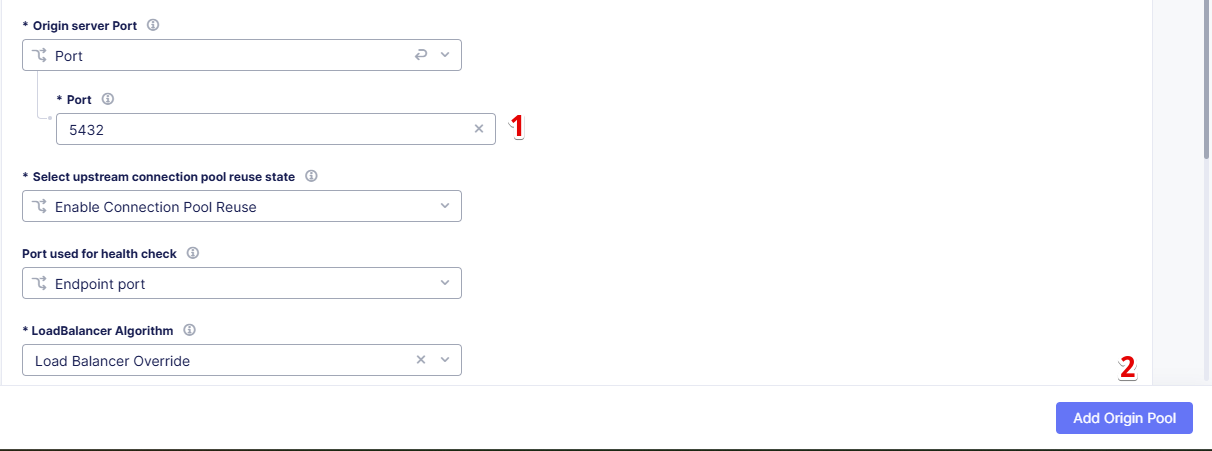 * Origin server Port
Port
* Port
5432
1
* Select upstream connection pool reuse state
Enable Connection Pool Reuse
Port used for health check
Endpoint port
* LoadBalancer Algorithm
Load Balancer Override
2
Add Origin Pool